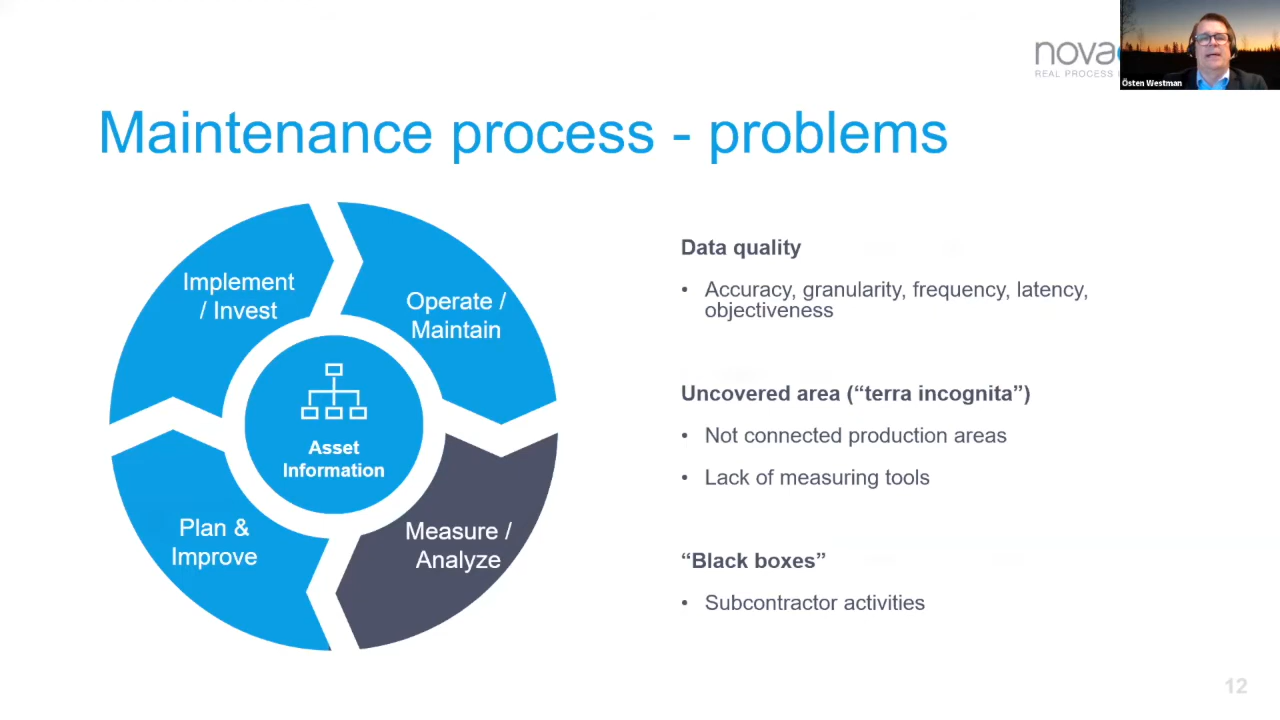 nova
REAL PROCESS
Östen Westman
Maintenance process - problems
Implement
/ Invest
Operate /
Maintain
Asset
Information
Plan &
Improve
Measure /
Analyze
Data quality
• Accuracy, granularity, frequency, latency,
objectiveness
Uncovered area (“terra incognita”)
• Not connected production areas
• Lack of measuring tools
“Black boxes”
• Subcontractor activities
12